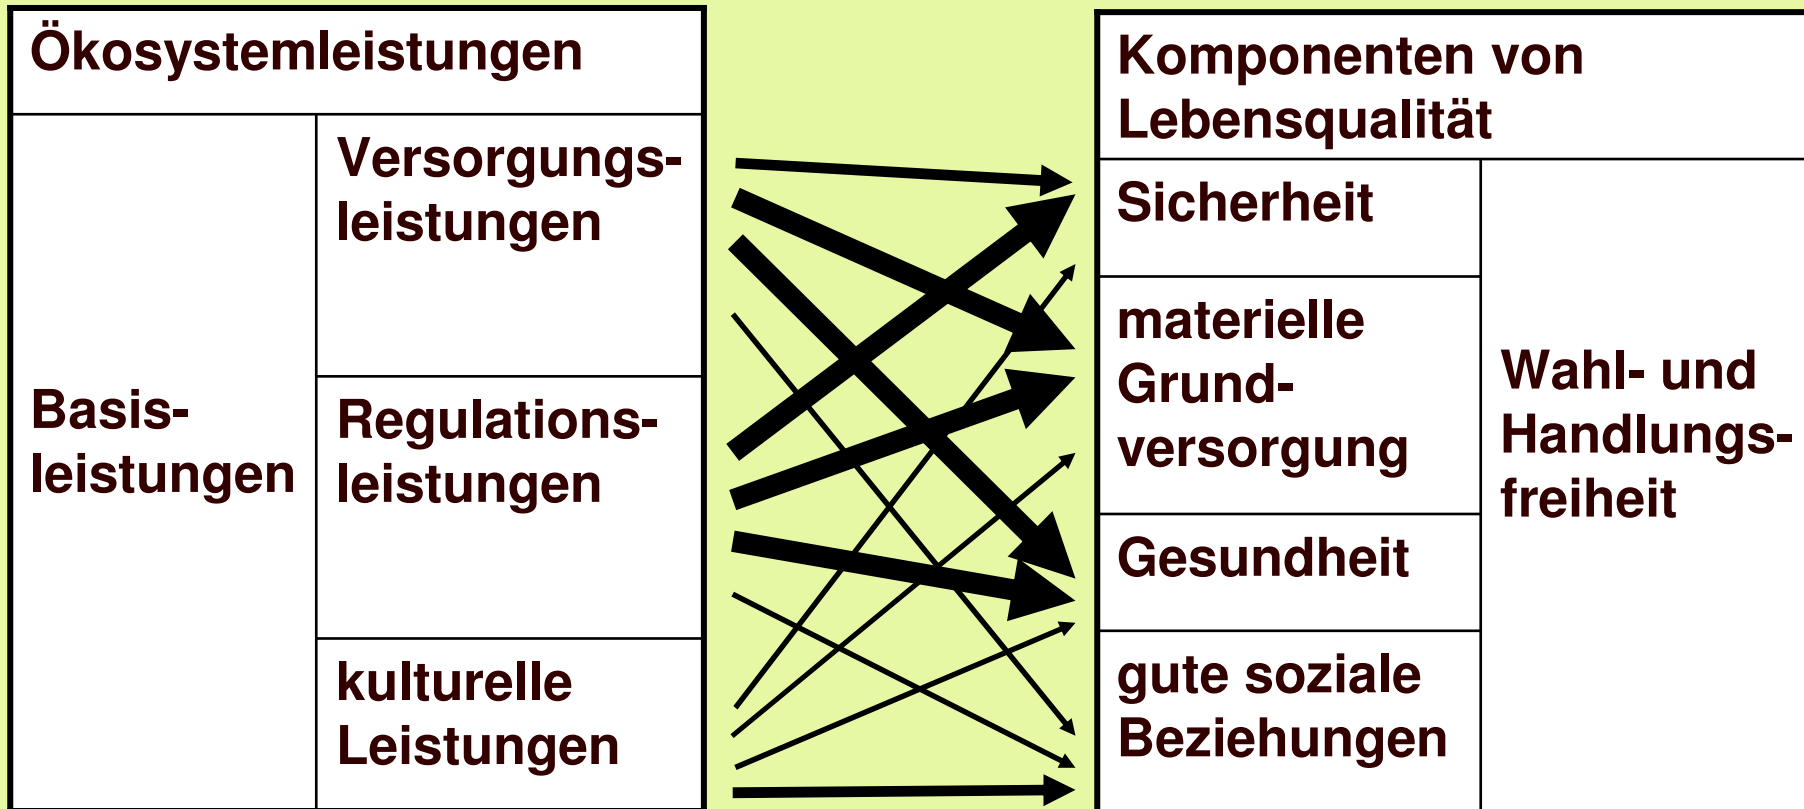 Ökosystemleistungen
Basis-
leistungen
Versorgungs-
leistungen
Regulations-
leistungen
kulturelle
Leistungen
Komponenten von
Lebensqualität
Sicherheit
materielle
Grund-
versorgung
Gesundheit
gute soziale
Beziehungen
Wahl- und
Handlungs-
freiheit